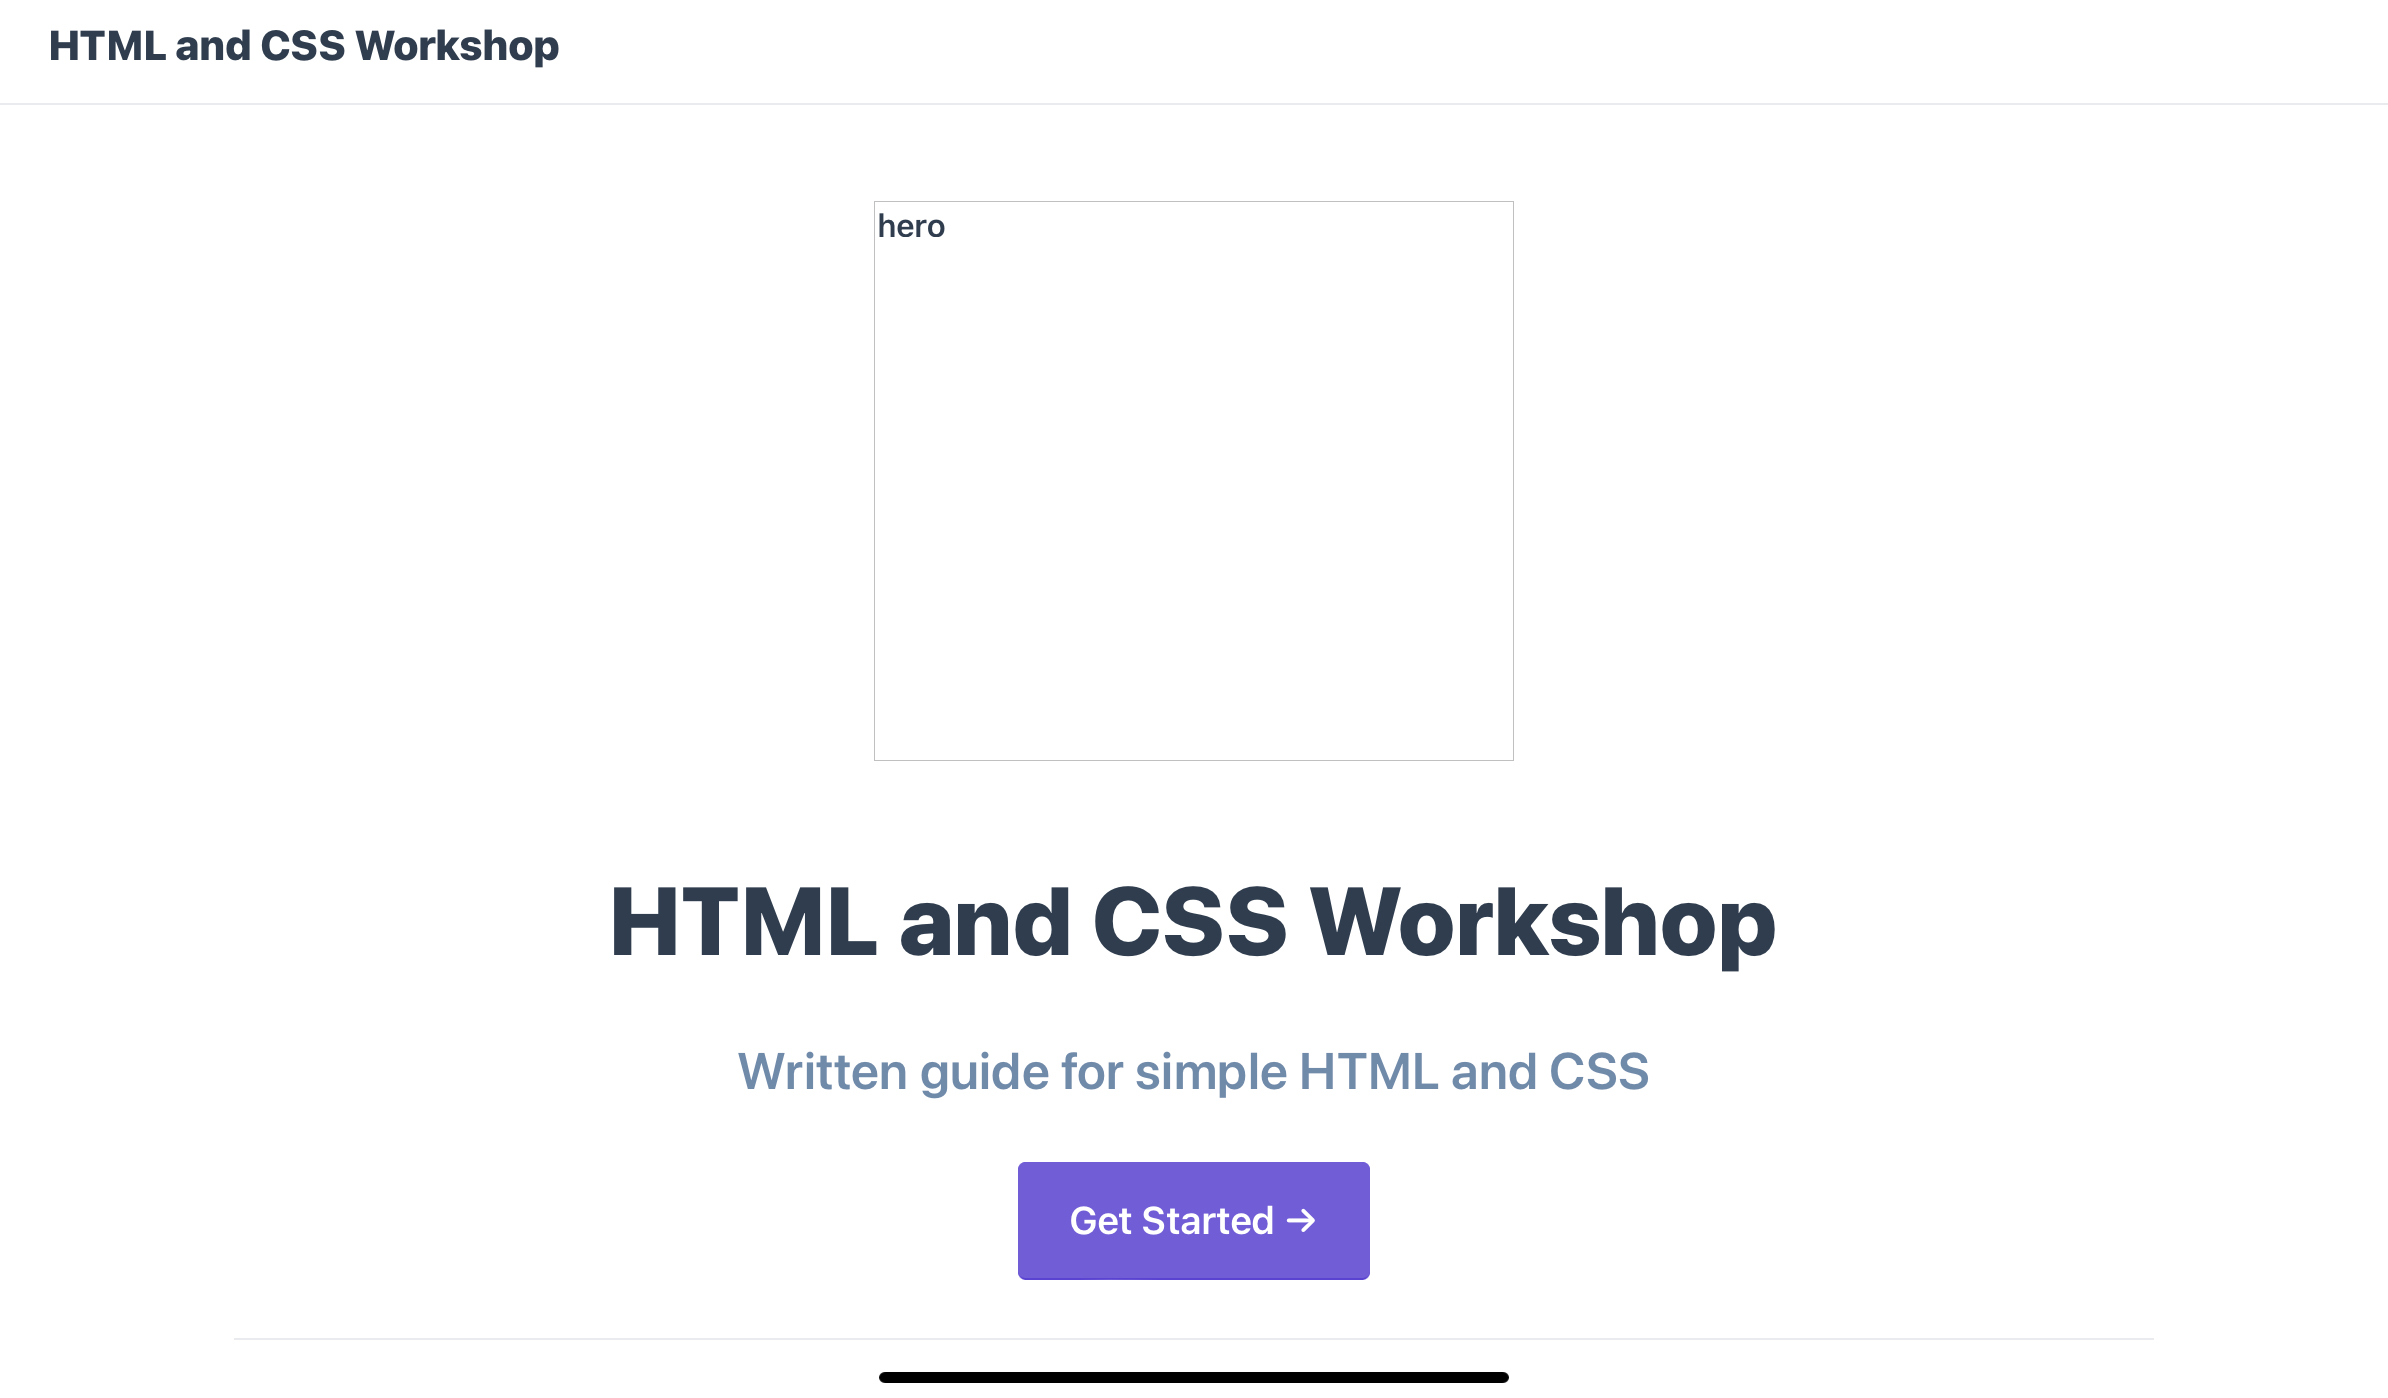 HTML and CSS Workshop
hero
HTML and CSS Workshop
Written guide for simple HTML and CSS
Get Started →